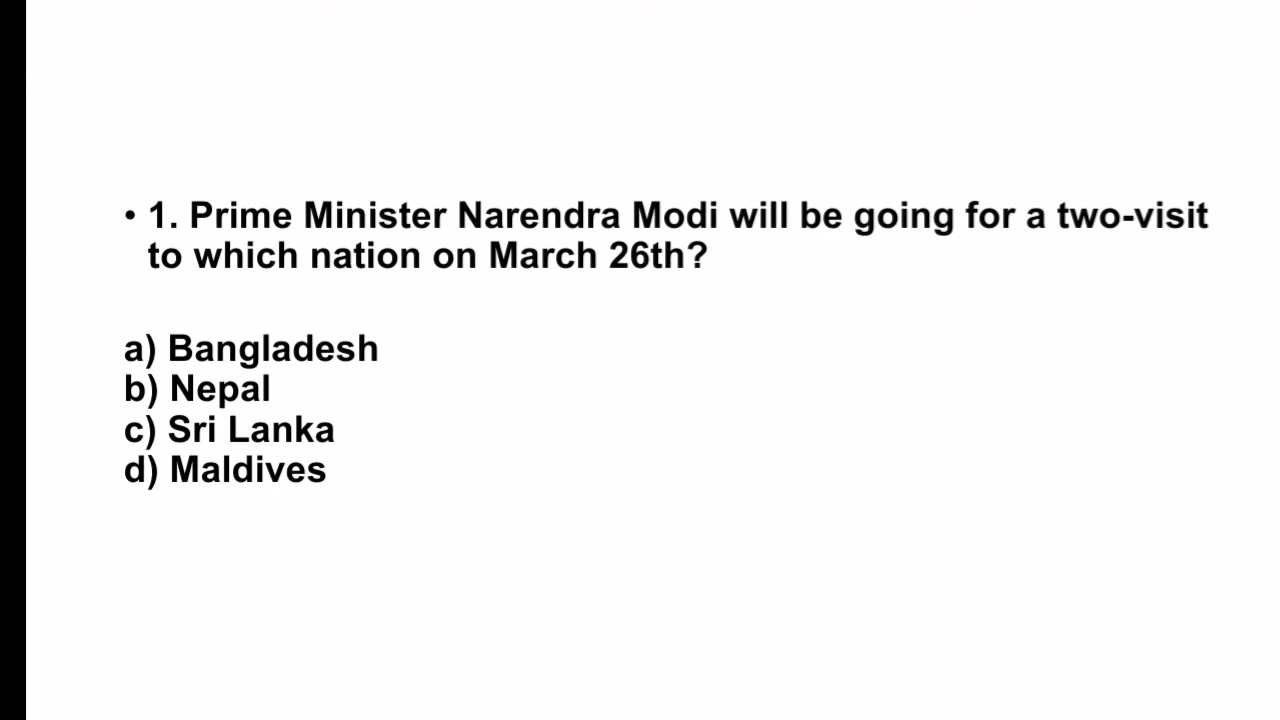 • 1. Prime Minister Narendra Modi will be going for a two-visit
to which nation on March 26th?
a) Bangladesh
b) Nepal
c) Sri Lanka
d) Maldives